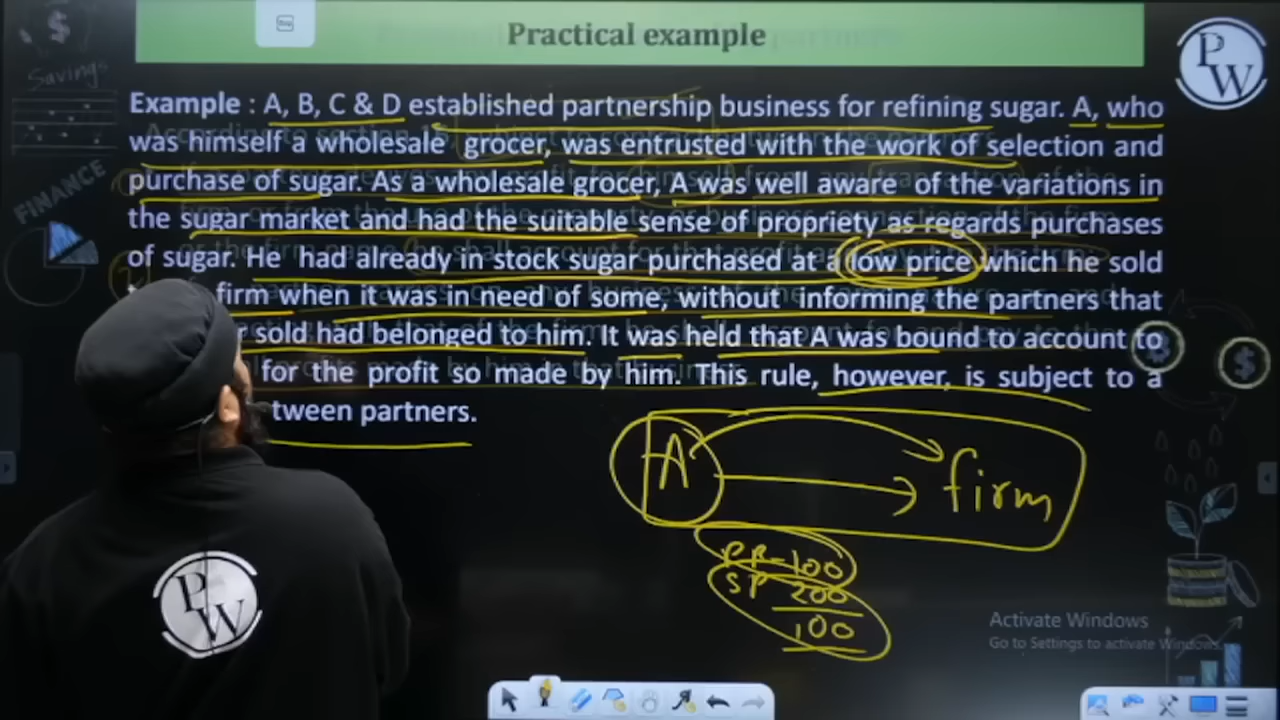 Practical example
P
W
Savings
FINANCE
Example : A, B, C & D established partnership business for refining sugar. A, who
was himself a wholesale grocer, was entrusted with the work of selection and
purchase of sugar. As a wholesale grocer, A was well aware of the variations in
the sugar market and had the suitable sense of propriety as regards purchases
of sugar. He had already in stock sugar purchased at a low price which he sold
firm when it was in need of some, without informing the partners that
sold had belonged to him. It was held that A was bound to account to
for the profit so made by him. This rule, however, is subject to a
tween partners.
A firm
100
SP 200
100
P
W
Activate Windows
Go to Settings to activate Windows.